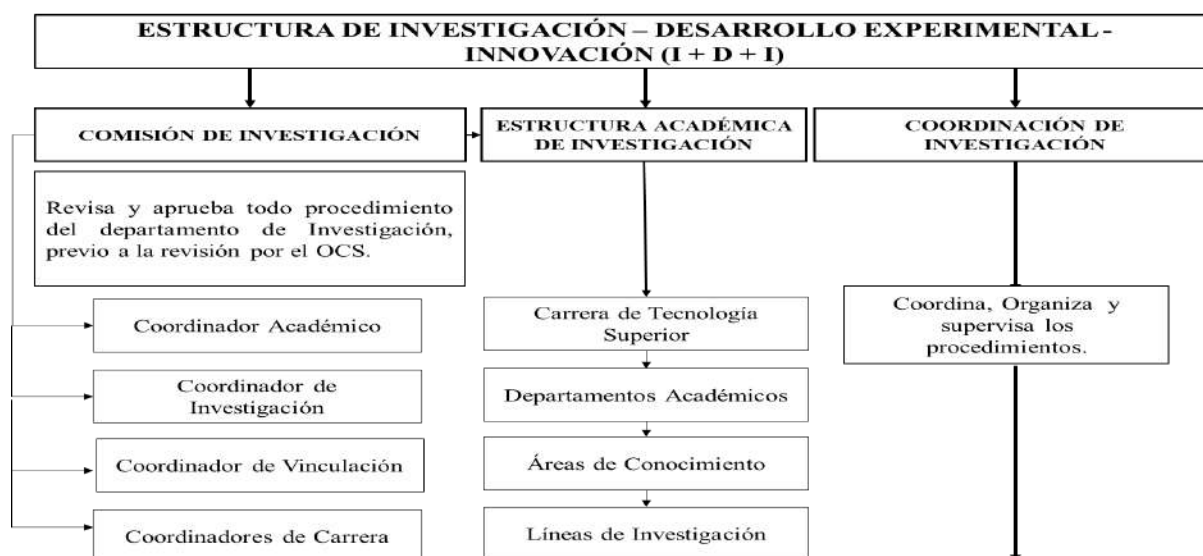 ESTRUCTURA DE INVESTIGACIÓN – DESARROLLO EXPERIMENTAL -
INNOVACIÓN (I + D + I)
COMISIÓN DE INVESTIGACIÓN
ESTRUCTURA ACADÉMICA
DE INVESTIGACIÓN
COORDINACIÓN DE
INVESTIGACIÓN
Revisa y aprueba todo procedimiento
del departamento de Investigación,
previo a la revisión por el OCS.
Coordinador Académico
Coordinador de
Investigación
Coordinador de Vinculación
Coordinadores de Carrera
Carrera de Tecnología
Superior
Departamentos Académicos
Áreas de Conocimiento
Líneas de Investigación
Coordina, Organiza y
supervisa los
procedimientos.